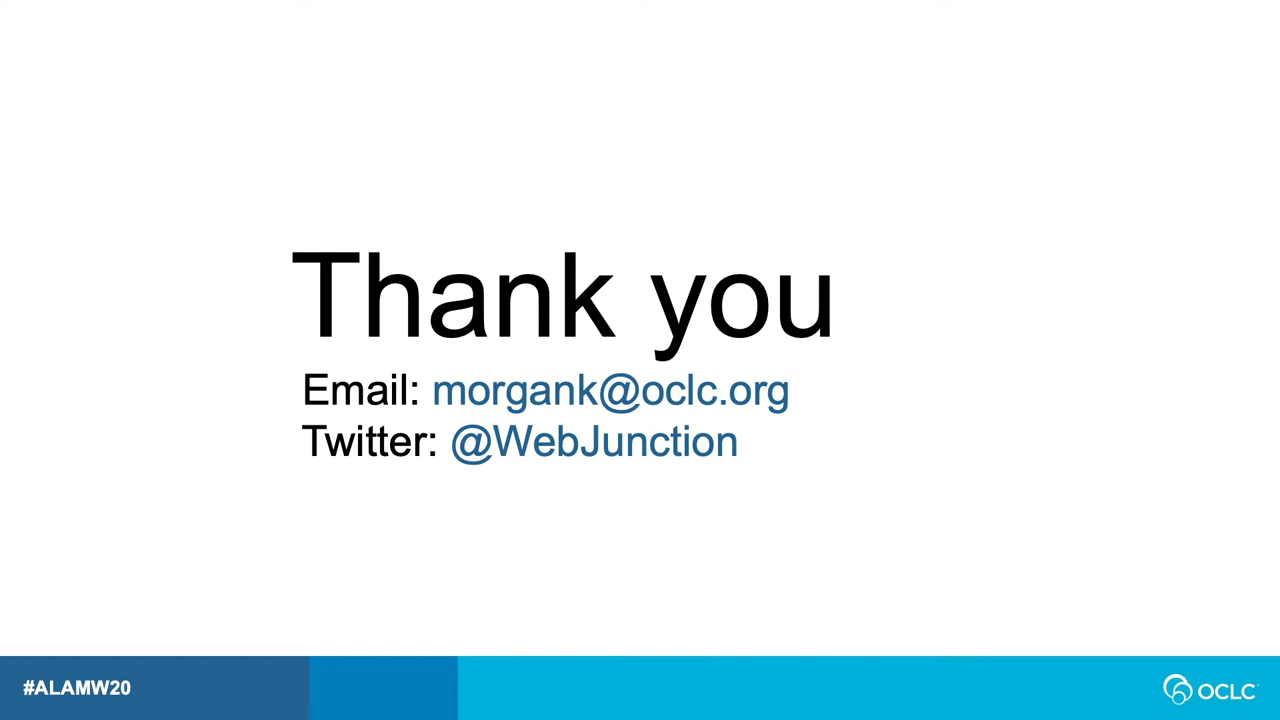 Thank you
Email: morgank@oclc.org
Twitter: @WebJunction
#ALAMW20
OCLC